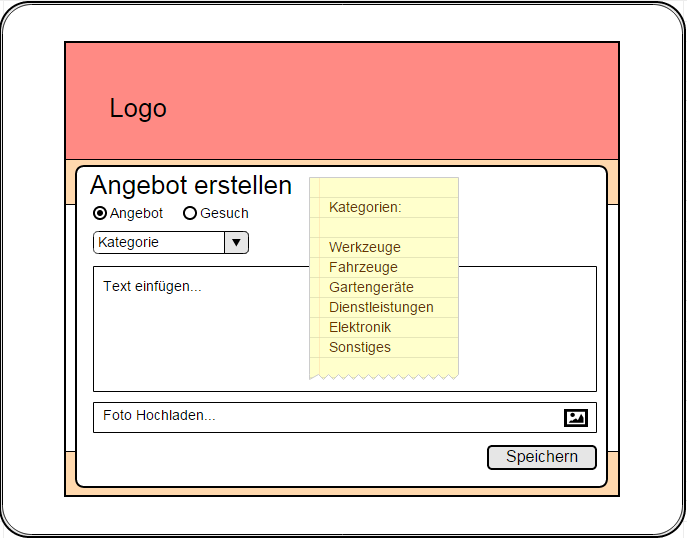 Logo
Angebot erstellen
Angebot Gesuch
Kategorie
Kategorien:
Werkzeuge
Fahrzeuge
Gartengeräte
Dienstleistungen
Elektronik
Sonstiges
Text einfügen...
Foto Hochladen...
Speichern